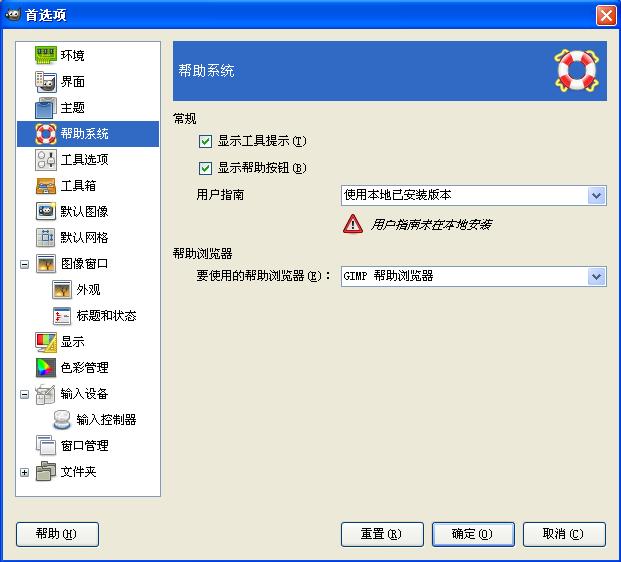 首选项
环境
界面
主题
帮助系统
工具选项
工具箱
默认图像
默认网格
图像窗口
外观
标题和状态
显示
色彩管理
输入设备
输入控制器
窗口管理
文件夹
帮助系统
常规
显示工具提示(T)
显示帮助按钮(B)
用户指南 使用本地已安装版本
用户指南未在本地安装
帮助浏览器
要使用的帮助浏览器(E)： GIMP 帮助浏览器
帮助(H) 重置(R) 确定(O) 取消(C)